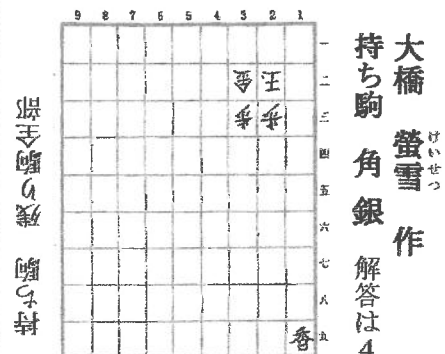 大橋 螢雪 作
けいせつ
持ち駒 角 銀 解答は4
9 8 7 6 5 4 3 2 1
一
二
三
四
五
六
七
八
九
金 王
歩 歩
香
持ち駒 残り駒全部